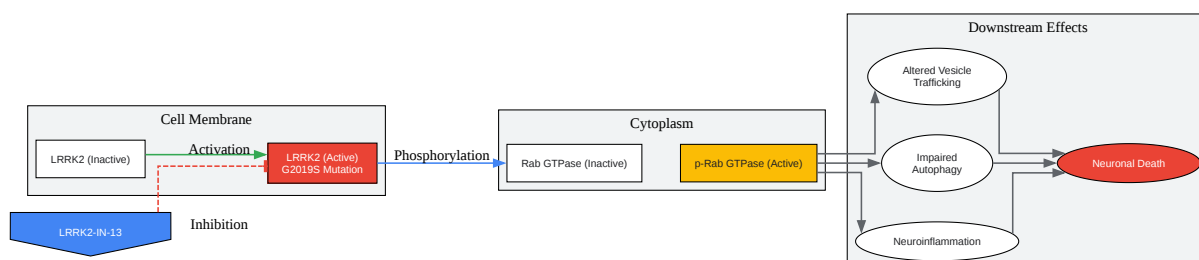 Downstream Effects
Altered Vesicle
Trafficking
Cell Membrane
Cytoplasm
LRRK2 (Inactive)
Activation
LRRK2 (Active)
G2019S Mutation
Phosphorylation
Rab GTPase (Inactive)
p-Rab GTPase (Active)
Impaired
Autophagy
Neuronal Death
LRRK2-IN-13
Inhibition
Neuroinflammation